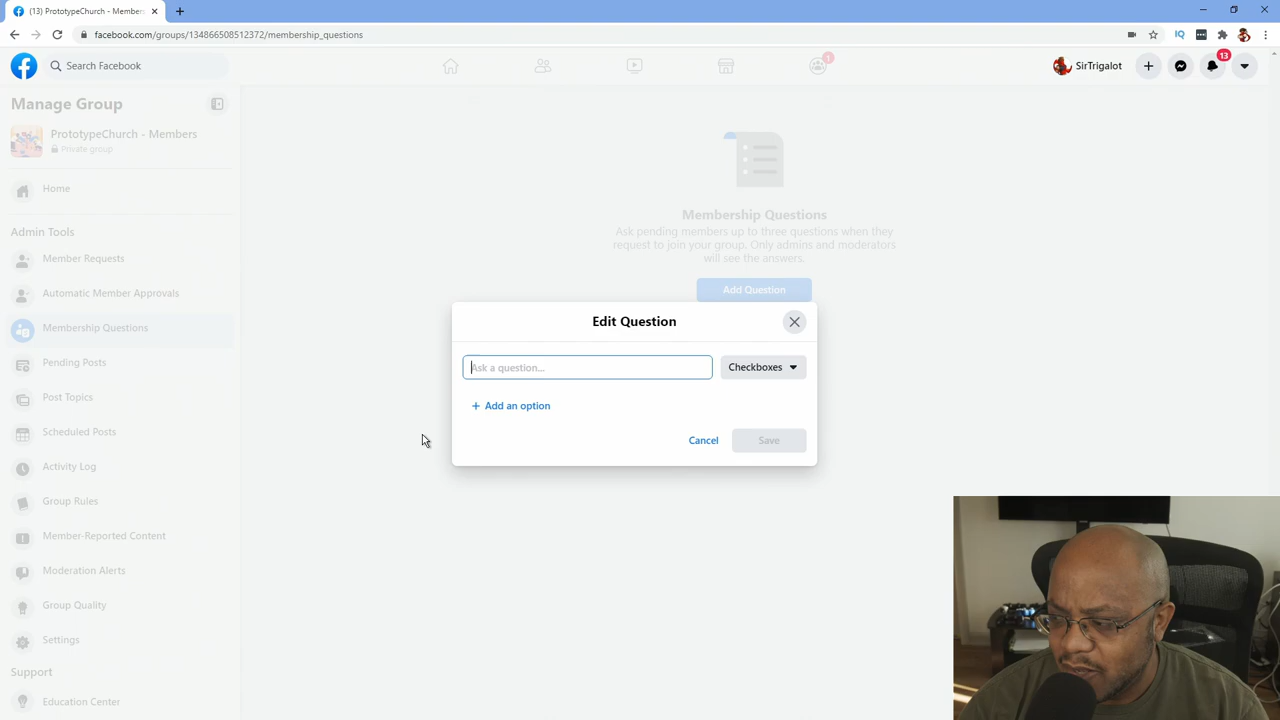 (13) PrototypeChurch - Members
facebook.com/groups/134866508512372/membership_questions
IQ
Search Facebook
1
SirTrigalot
13
Manage Group
PrototypeChurch - Members
Private group
Home
Admin Tools
Member Requests
Automatic Member Approvals
Membership Questions
Pending Posts
Post Topics
Scheduled Posts
Activity Log
Group Rules
Member-Reported Content
Moderation Alerts
Group Quality
Settings
Support
Education Center
Membership Questions
Ask pending members up to three questions when they
request to join your group. Only admins and moderators
will see the answers.
Add Question
Edit Question
Ask a question...
Checkboxes
+ Add an option
Cancel
Save